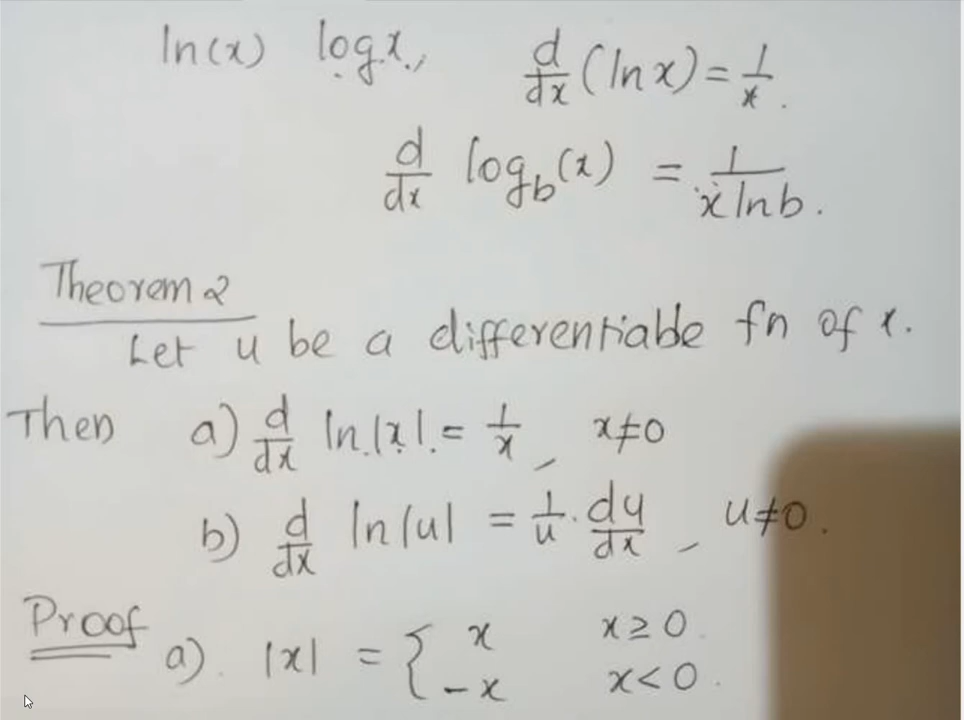 ln(x) log x., d/dx (ln x) = 1/x.
d/dx log_b(x) = 1/(x ln b).
Theorem 2
Let u be a differentiable fn of x.
Then a) d/dx ln |x| = 1/x, x≠0
b) d/dx ln |u| = 1/u · du/dx, u≠0.
Proof
a). |x| = { x x ≥ 0.
-x x < 0.